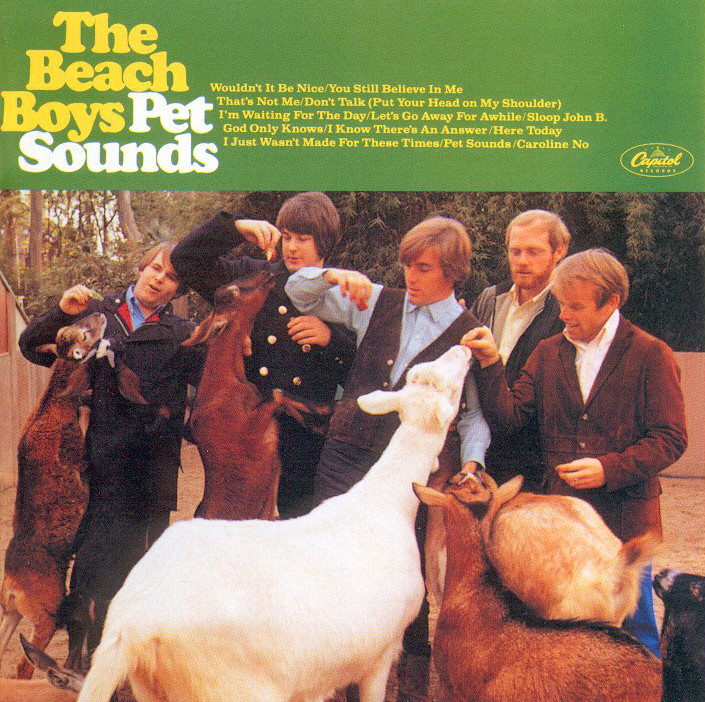 The
Beach
Boys Pet
Sounds
Wouldn't It Be Nice/You Still Believe In Me
That's Not Me/Don't Talk (Put Your Head on My Shoulder)
I'm Waiting For The Day/Let's Go Away For Awhile/Sloop John B.
God Only Knows/I Know There's An Answer/Here Today
I Just Wasn't Made For These Times/Pet Sounds/Caroline No
Capitol
RECORDS